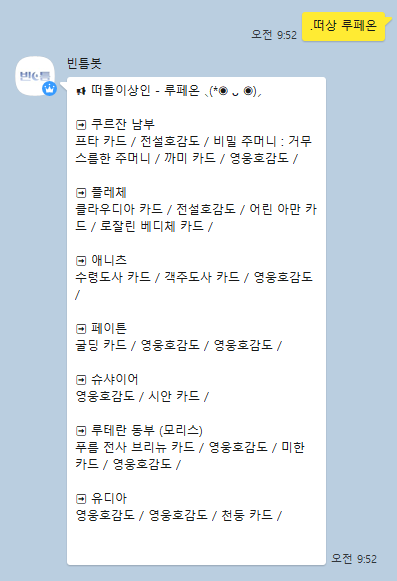 .떠상 루페온
오전 9:52
빈틈
빈틈봇
📢 떠돌이상인 - 루페온 ⸜(*◉ ᴗ ◉)⸝
➡ 쿠르잔 남부
프타 카드 / 전설호감도 / 비밀 주머니 : 거무
스름한 주머니 / 까미 카드 / 영웅호감도 /
➡ 플레체
클라우디아 카드 / 전설호감도 / 어린 아만 카
드 / 로잘린 베디체 카드 /
➡ 애니츠
수령도사 카드 / 객주도사 카드 / 영웅호감도
/
➡ 페이튼
굴딩 카드 / 영웅호감도 / 영웅호감도 /
➡ 슈샤이어
영웅호감도 / 시안 카드 /
➡ 루테란 동부 (모리스)
푸름 전사 브리뉴 카드 / 영웅호감도 / 미한
카드 / 영웅호감도 /
➡ 유디아
영웅호감도 / 영웅호감도 / 천둥 카드 /
오전 9:52